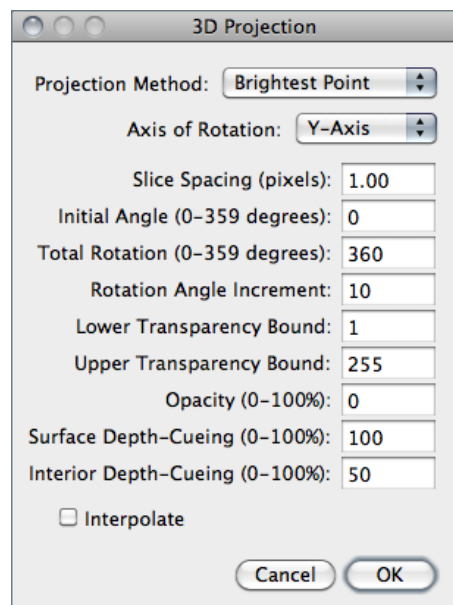 3D Projection
Projection Method: Brightest Point
Axis of Rotation: Y-Axis
Slice Spacing (pixels): 1.00
Initial Angle (0-359 degrees): 0
Total Rotation (0-359 degrees): 360
Rotation Angle Increment: 10
Lower Transparency Bound: 1
Upper Transparency Bound: 255
Opacity (0-100%): 0
Surface Depth-Cueing (0-100%): 100
Interior Depth-Cueing (0-100%): 50
Interpolate
Cancel OK